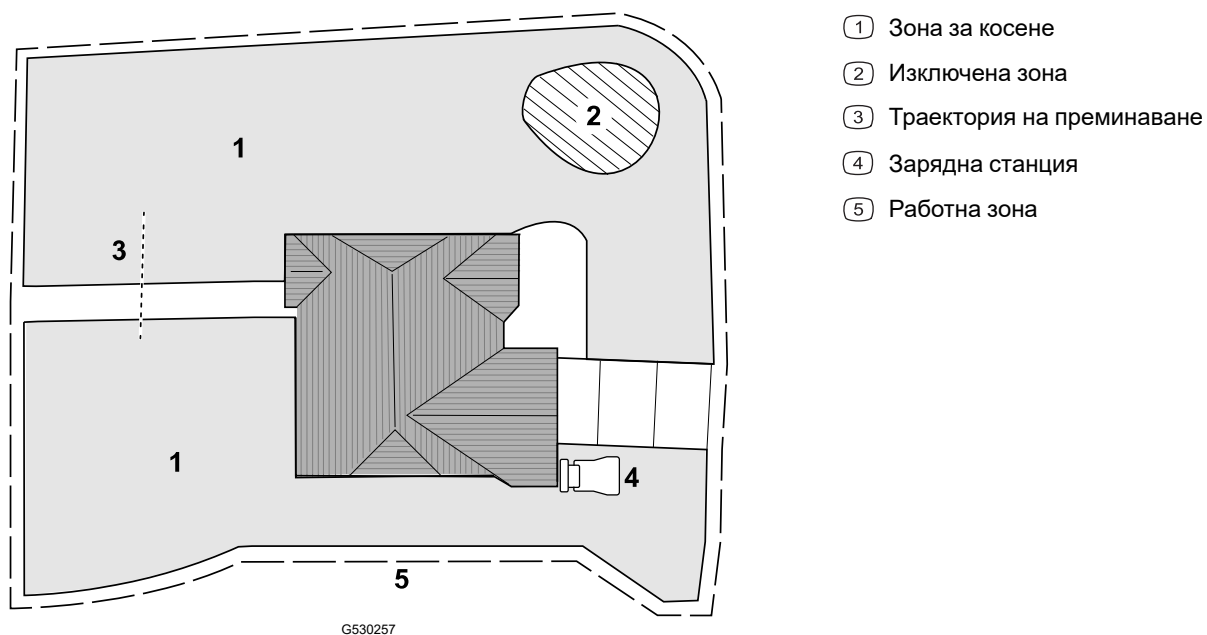 1
2
3
1
4
5
G530257
1 Зона за косене
2 Изключена зона
3 Траектория на преминаване
4 Зарядна станция
5 Работна зона